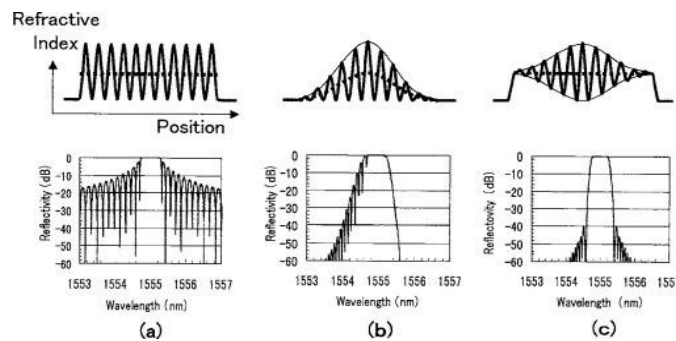 Refractive
Index
Position
Reflectivity (dB)
0
-10
-20
-30
-40
-50
-60
1553 1554 1555 1556 1557
Wavelength (nm)
(a)
Reflectivity (dB)
0
-10
-20
-30
-40
-50
-60
1553 1554 1555 1556 1557
Wavelength (nm)
(b)
Reflectovity (dB)
0
-10
-20
-30
-40
-50
-60
1553 1554 1555 1556 1557
Wavelength (nm)
(c)